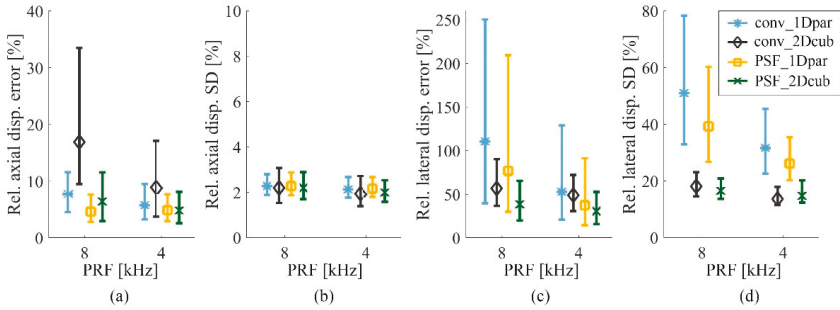 40
30
20
10
0
Rel. axial disp. error [%]
8
4
PRF [kHz]
(a)
10
8
6
4
2
0
Rel. axial disp. SD [%]
8
4
PRF [kHz]
(b)
250
200
150
100
50
0
Rel. lateral disp. error [%]
8
4
PRF [kHz]
(c)
80
60
40
20
0
Rel. lateral disp. SD [%]
8
4
PRF [kHz]
(d)
conv_1Dpar
conv_2Dcub
PSF_1Dpar
PSF_2Dcub